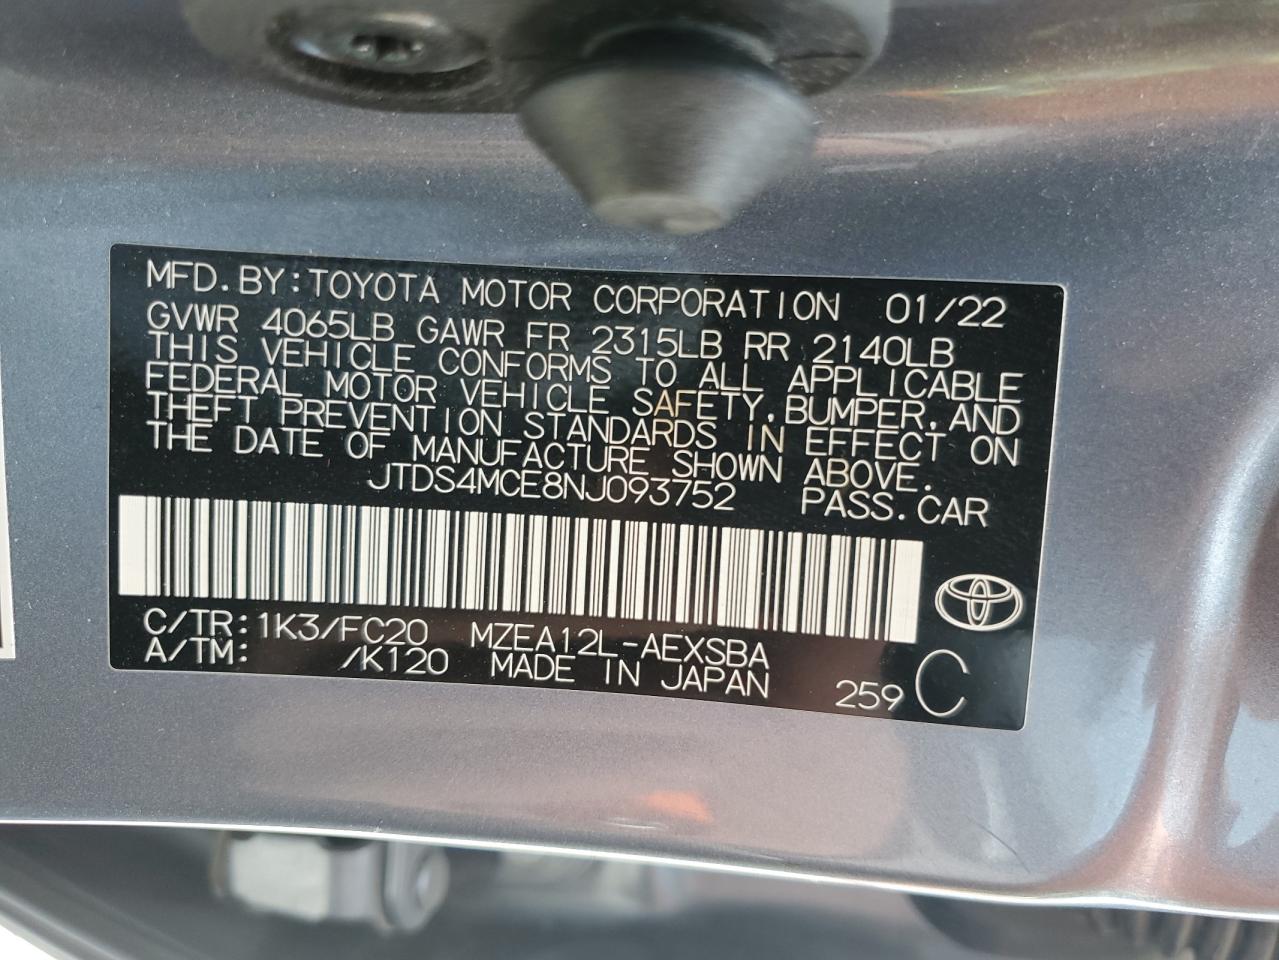 MFD.BY:TOYOTA MOTOR CORPORATION 01/22
GVWR 4065LB GAWR FR 2315LB RR 2140LB
THIS VEHICLE CONFORMS TO ALL APPLICABLE
FEDERAL MOTOR VEHICLE SAFETY,BUMPER,AND
THEFT PREVENTION STANDARDS IN EFFECT ON
THE DATE OF MANUFACTURE SHOWN ABOVE.
JTDS4MCE8NJ093752 PASS.CAR
C/TR:1K3/FC20 MZEA12L-AEXSBA
A/TM: /K120 MADE IN JAPAN 259 C